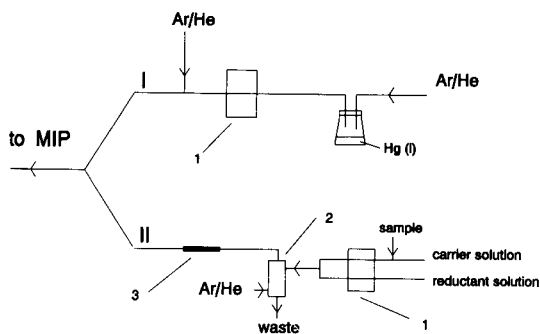 Ar/He
I
Ar/He
to MIP
1
Hg (l)
II
2
sample
carrier solution
3
Ar/He
reductant solution
waste
1